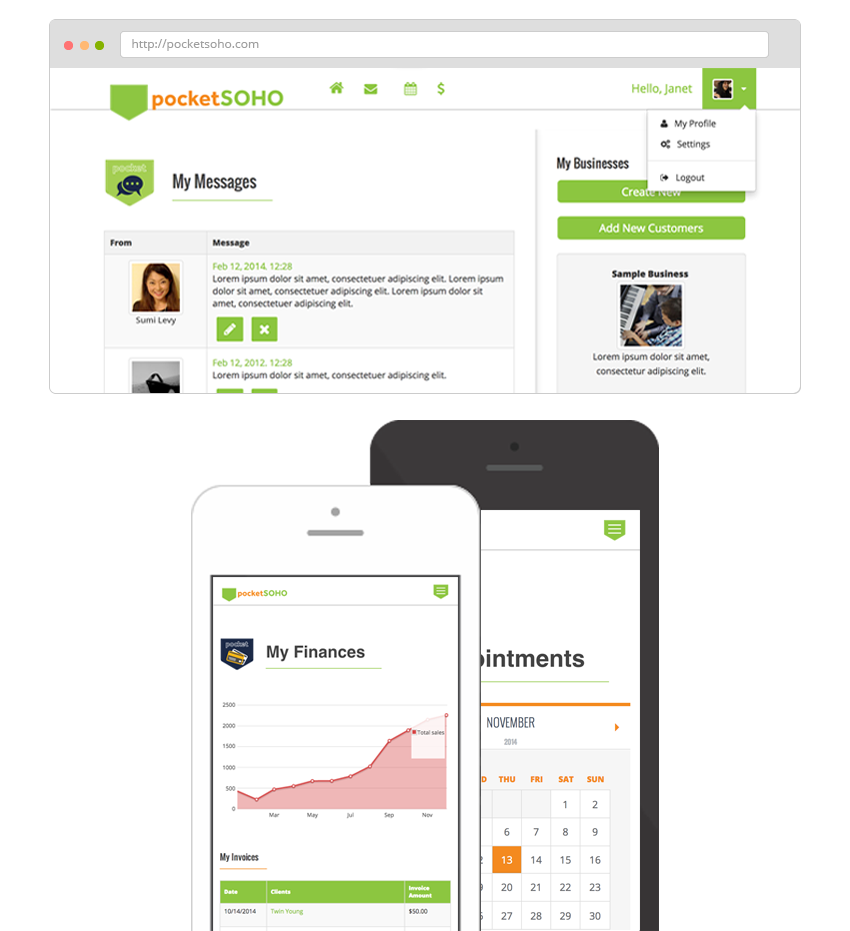 http://pocketsoho.com
pocketSOHO
$
Hello, Janet
My Profile
Settings
Logout
pocket
My Messages
My Businesses
Create New
Add New Customers
From Message
Feb 12, 2014. 12:28
Lorem ipsum dolor sit amet, consectetuer adipiscing elit. Lorem ipsum
dolor sit amet, consectetuer adipiscing elit. Lorem ipsum dolor sit
amet, consectetuer adipiscing elit.
Sumi Levy
Feb 12, 2012. 12:28
Lorem ipsum dolor sit amet, consectetuer adipiscing elit.
Sample Business
Lorem ipsum dolor sit amet,
consectetur adipiscing elit.
pocketSOHO
pocket
My Finances
2500
2000
1500
1000
500
0
Total sales
Mar May Jul Sep Nov
My Invoices
Date Clients Invoice Amount
10/14/2014 Twin Young $50.00
ointments
NOVEMBER
2014
D THU FRI SAT SUN
1 2
6 7 8 9
13 14 15 16
20 21 22 23
27 28 29 30